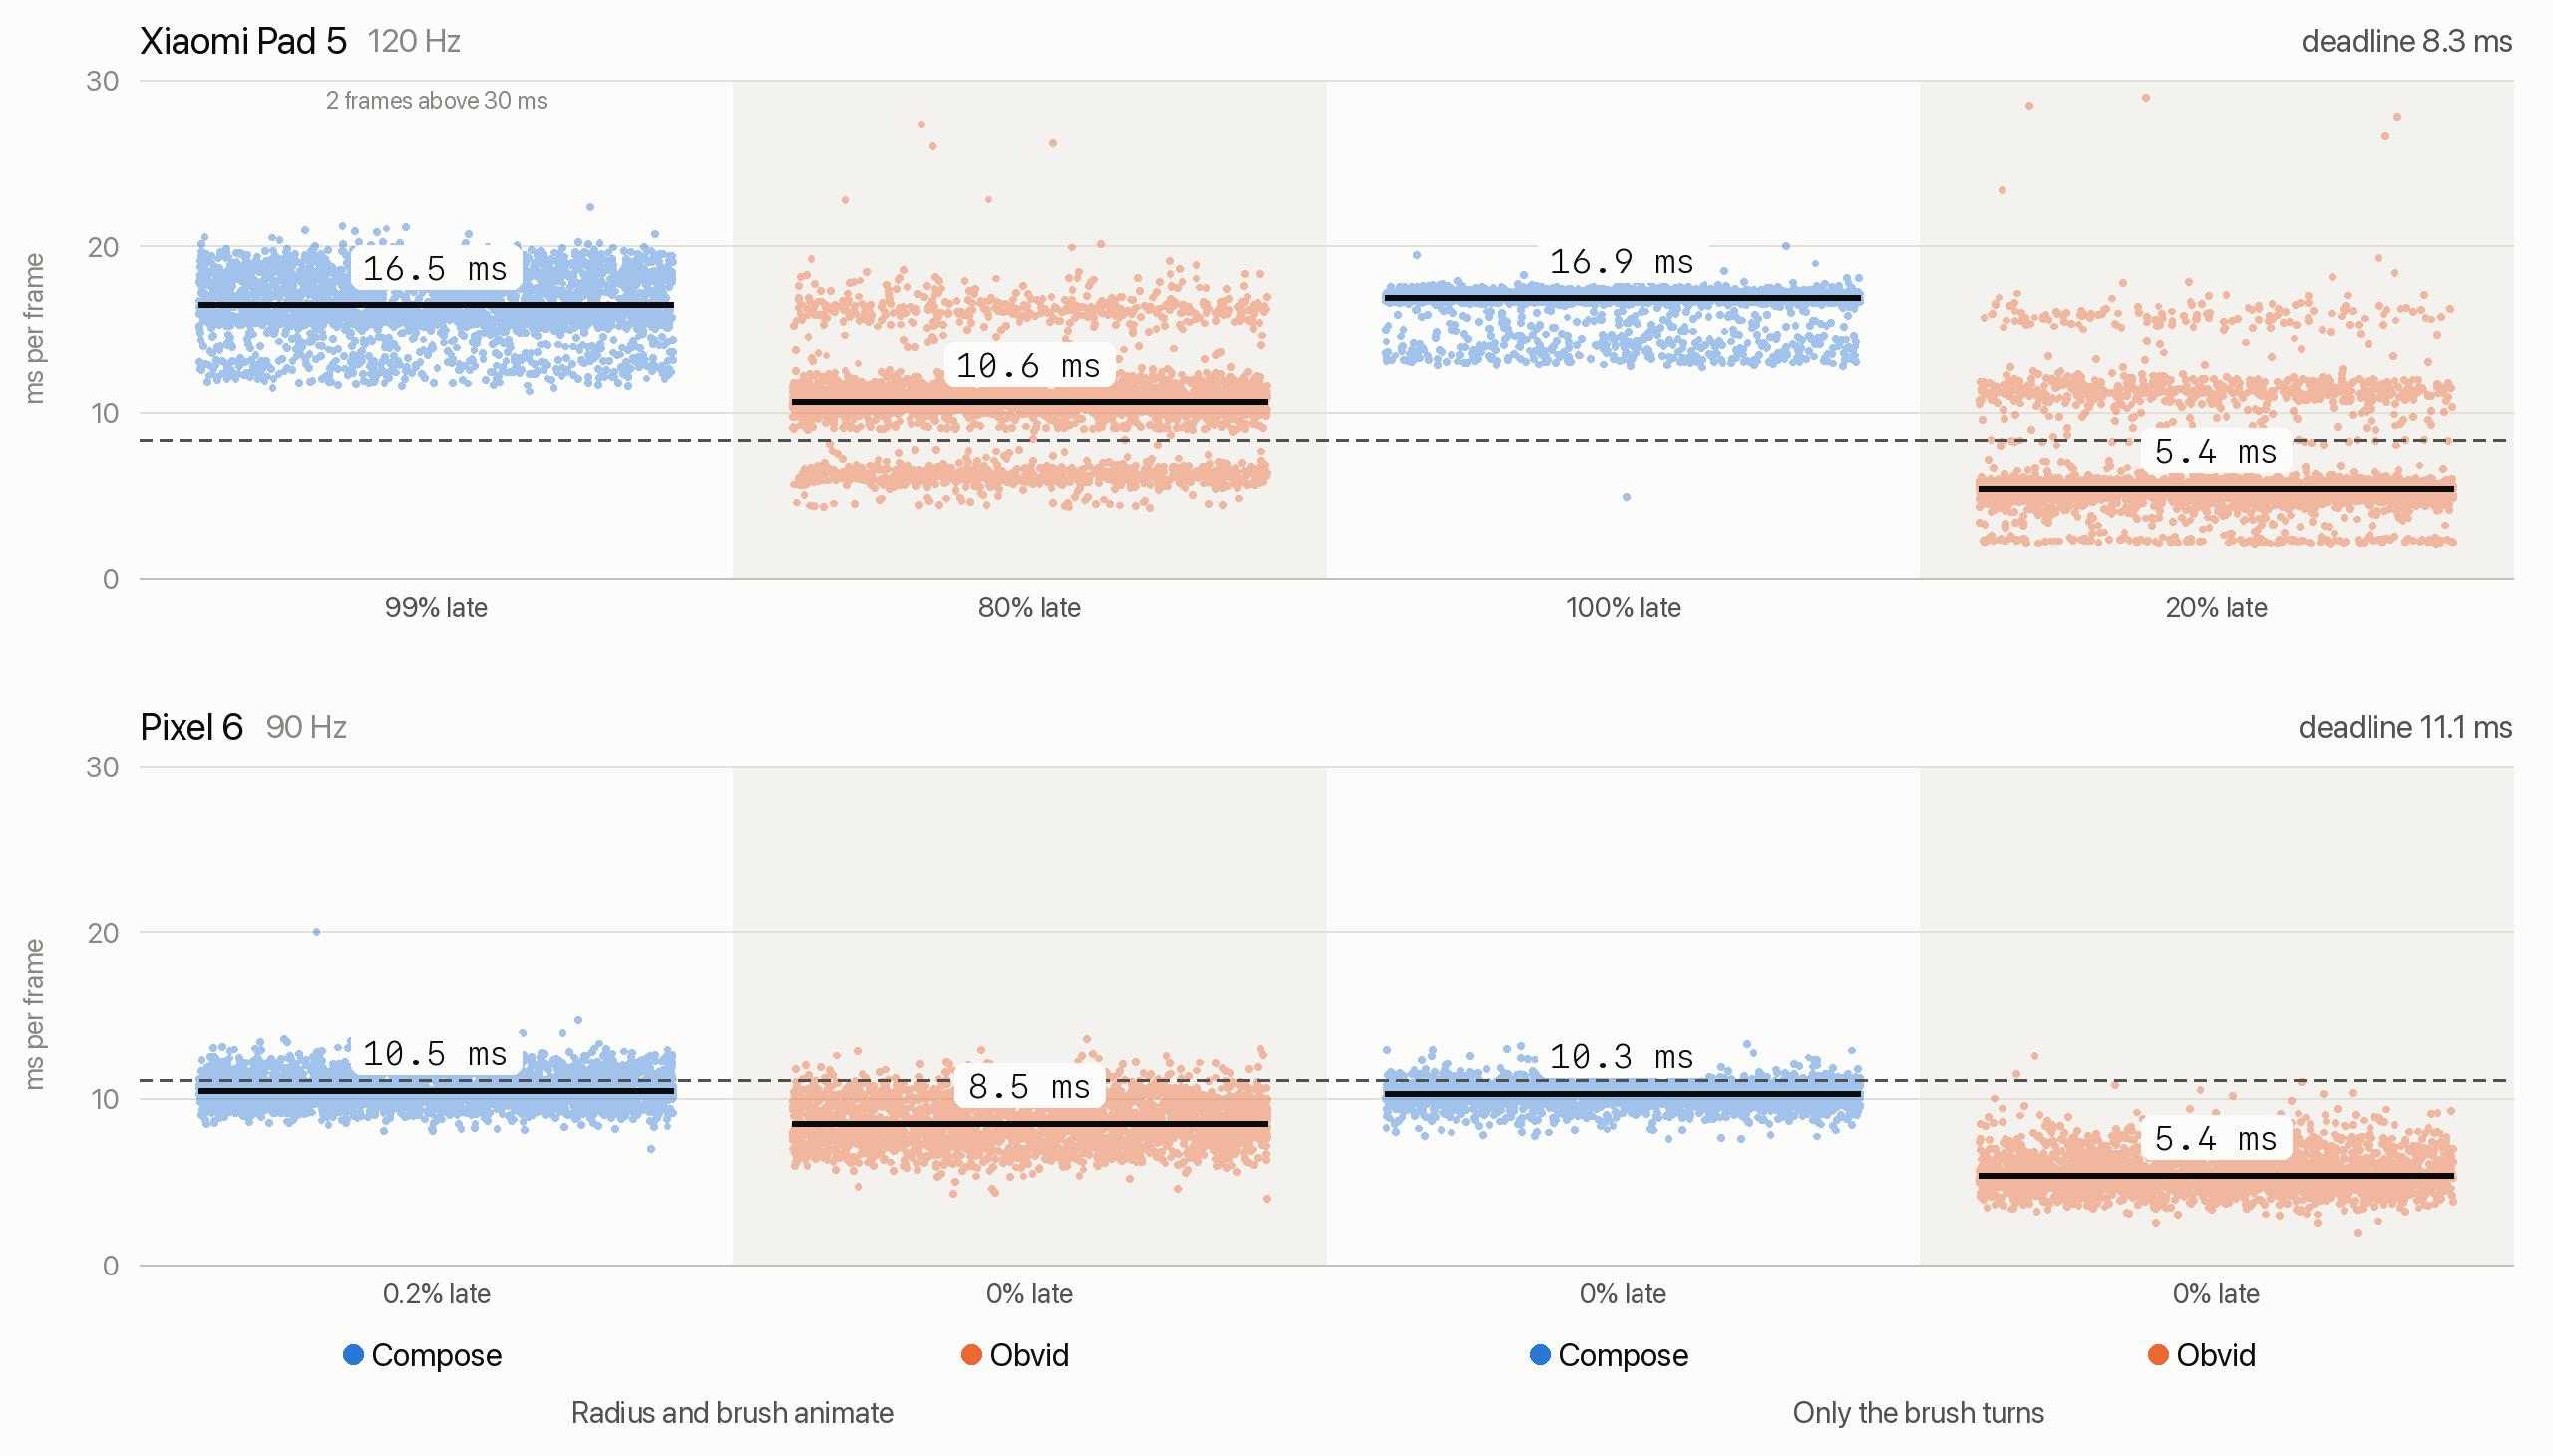 Xiaomi Pad 5 120 Hz deadline 8.3 ms
30
2 frames above 30 ms
20
10
0
ms per frame
16.5 ms
10.6 ms
16.9 ms
5.4 ms
99% late 80% late 100% late 20% late
Pixel 6 90 Hz deadline 11.1 ms
30
20
10
0
ms per frame
10.5 ms
8.5 ms
10.3 ms
5.4 ms
0.2% late 0% late 0% late 0% late
Compose Obvid Compose Obvid
Radius and brush animate Only the brush turns